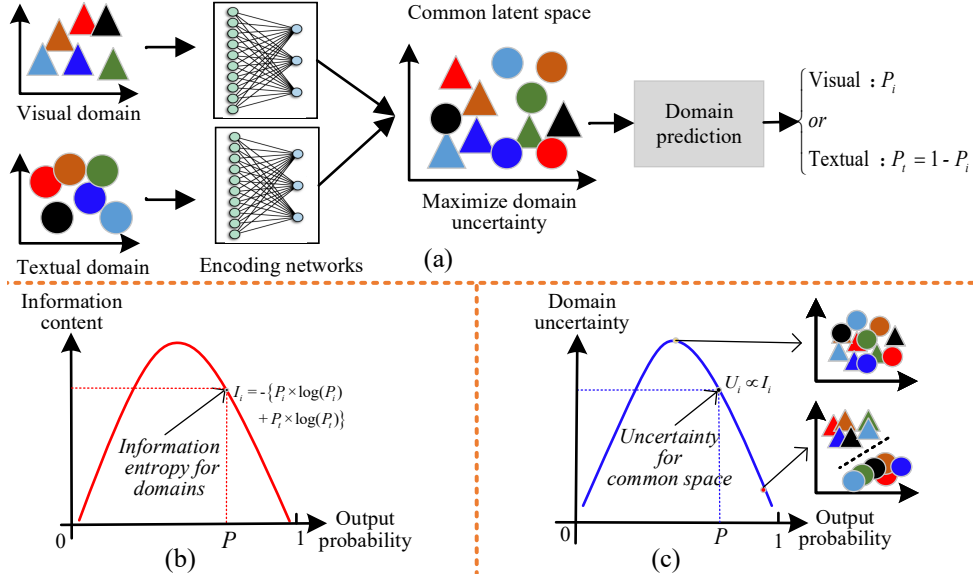 Common latent space
Visual domain
Textual domain
Encoding networks
Maximize domain
uncertainty
Domain
prediction
Visual : P_i
or
Textual : P_t = 1 - P_i
(a)
Information
content
I_i = -{P_i × log(P_i)
+ P_t × log(P_t)}
Information
entropy for
domains
0
P
1
Output
probability
(b)
Domain
uncertainty
U_i ∝ I_i
Uncertainty
for
common space
0
P
1
Output
probability
(c)